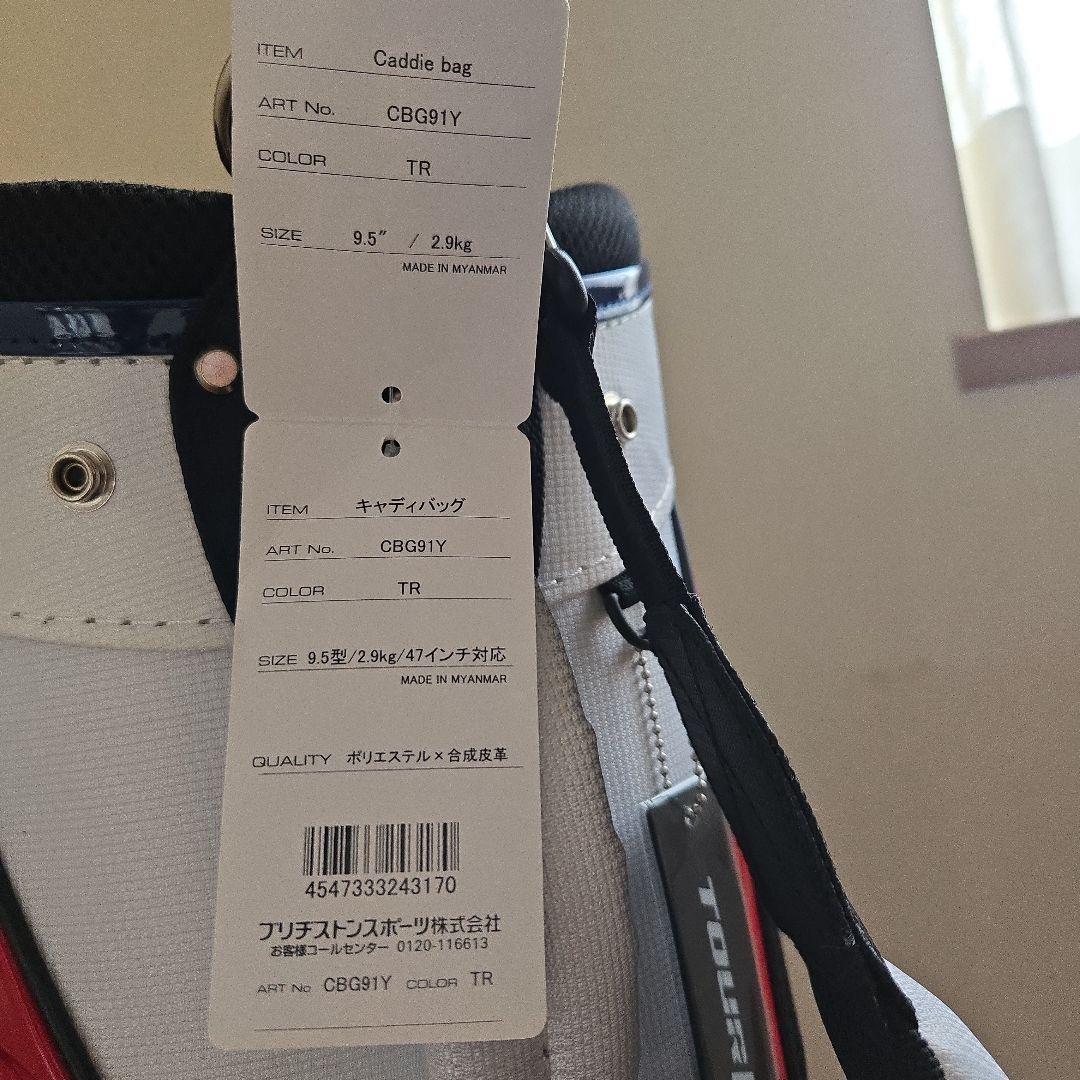 ITEM Caddie bag
ART No. CBG91Y
COLOR TR
SIZE 9.5" / 2.9kg
MADE IN MYANMAR
ITEM キャディバッグ
ART No. CBG91Y
COLOR TR
SIZE 9.5型/2.9kg/47インチ対応
MADE IN MYANMAR
QUALITY ポリエステル×合成皮革
4547333243170
ブリヂストンスポーツ株式会社
お客様コールセンター 0120-116613
ART No CBG91Y COLOR TR